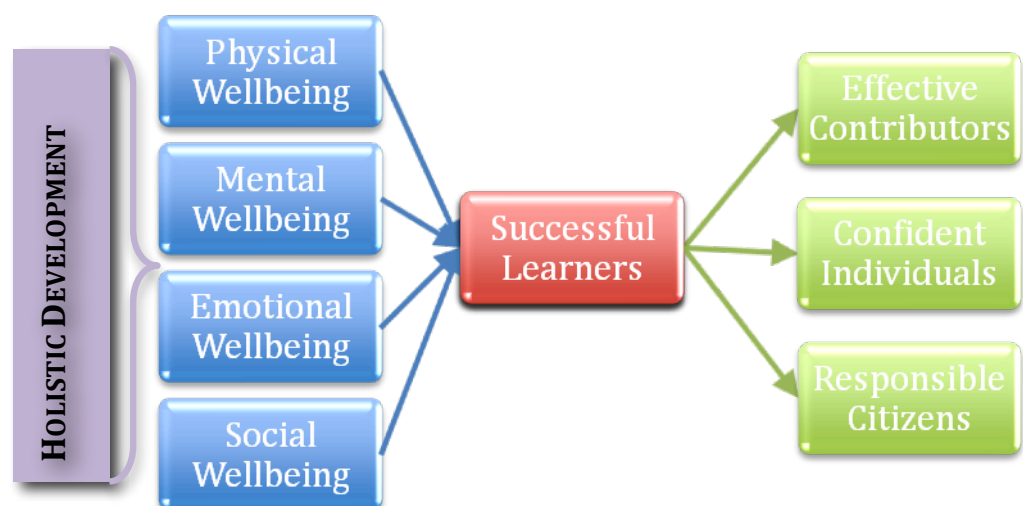 HOLISTIC DEVELOPMENT
Physical
Wellbeing
Mental
Wellbeing
Emotional
Wellbeing
Social
Wellbeing
Successful
Learners
Effective
Contributors
Confident
Individuals
Responsible
Citizens